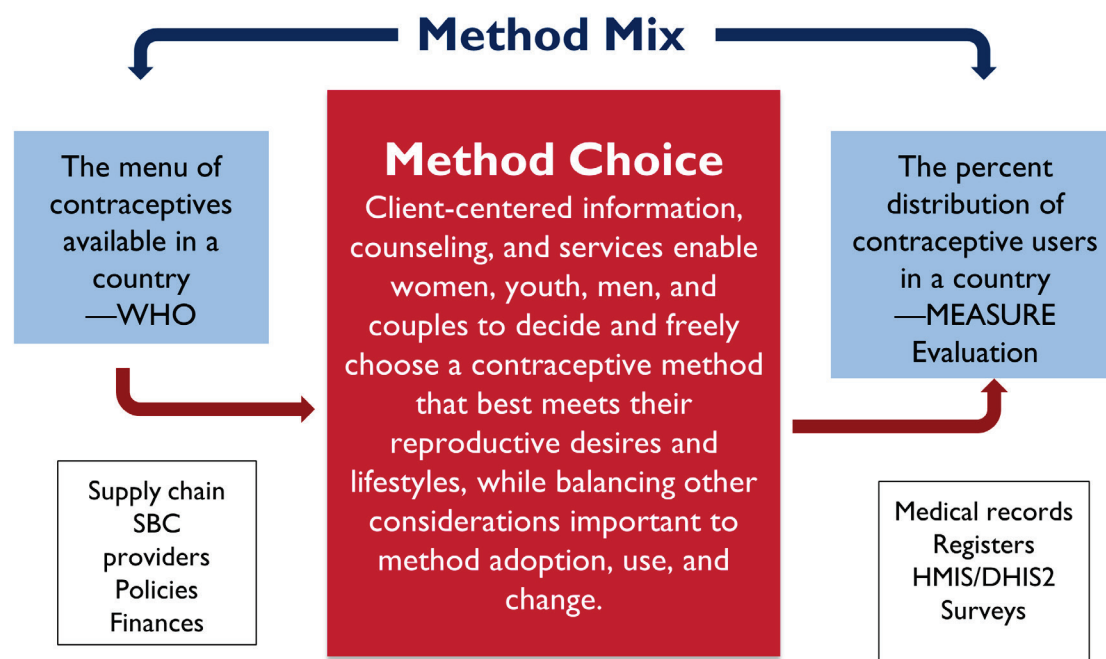 Method Mix
The menu of
contraceptives
available in a
country
—WHO
Supply chain
SBC
providers
Policies
Finances
Method Choice
Client-centered information,
counseling, and services enable
women, youth, men, and
couples to decide and freely
choose a contraceptive method
that best meets their
reproductive desires and
lifestyles, while balancing other
considerations important to
method adoption, use, and
change.
The percent
distribution of
contraceptive users
in a country
—MEASURE
Evaluation
Medical records
Registers
HMIS/DHIS2
Surveys